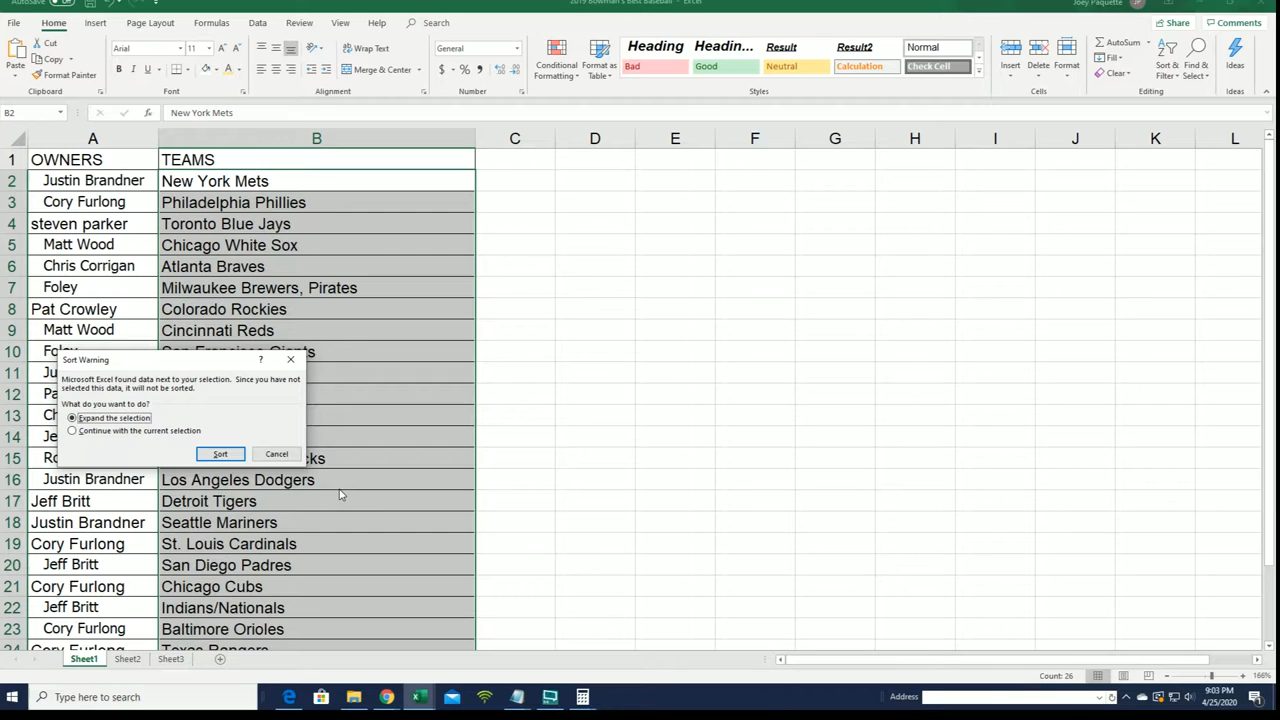 AutoSave Off
2019 Bowman's Best Baseball - Excel
Joey Paquette JP
File Home Insert Page Layout Formulas Data Review View Help Search Share Comments
Paste Cut Copy Format Painter Clipboard
Arial 11 B I U Font
Wrap Text Merge & Center Alignment
General $ % Number
Conditional Formatting Format as Table
Heading Headin... Result Result2 Normal
Bad Good Neutral Calculation Check Cell
Styles
Insert Delete Format Cells
AutoSum Fill Clear Sort & Filter Find & Select Editing
Ideas Ideas
B2 fx New York Mets
A B C D E F G H I J K L
1 OWNERS TEAMS
2 Justin Brandner New York Mets
3 Cory Furlong Philadelphia Phillies
4 steven parker Toronto Blue Jays
5 Matt Wood Chicago White Sox
6 Chris Corrigan Atlanta Braves
7 Foley Milwaukee Brewers, Pirates
8 Pat Crowley Colorado Rockies
9 Matt Wood Cincinnati Reds
10
11
12
13
14
15
Sort Warning ?
Microsoft Excel found data next to your selection. Since you have not
selected this data, it will not be sorted.
What do you want to do?
Expand the selection
Continue with the current selection
Sort Cancel
16 Justin Brandner Los Angeles Dodgers
17 Jeff Britt Detroit Tigers
18 Justin Brandner Seattle Mariners
19 Cory Furlong St. Louis Cardinals
20 Jeff Britt San Diego Padres
21 Cory Furlong Chicago Cubs
22 Jeff Britt Indians/Nationals
23 Cory Furlong Baltimore Orioles
24 Cory Furlong Texas Rangers
Sheet1 Sheet2 Sheet3
Count: 26 166%
Type here to search
Address
9:03 PM
4/25/2020